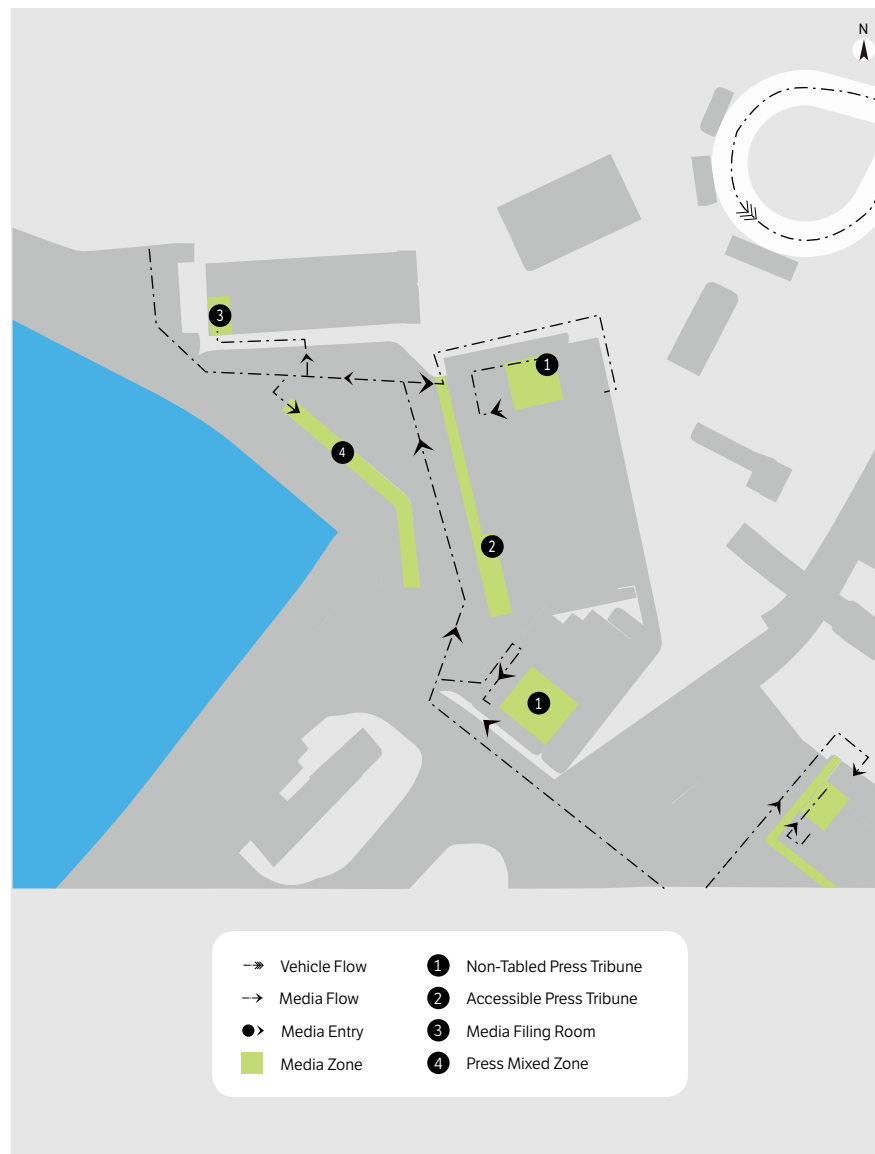 N
1
3
4
2
1
Vehicle Flow
Media Flow
Media Entry
Media Zone
1 Non-Tabled Press Tribune
2 Accessible Press Tribune
3 Media Filing Room
4 Press Mixed Zone